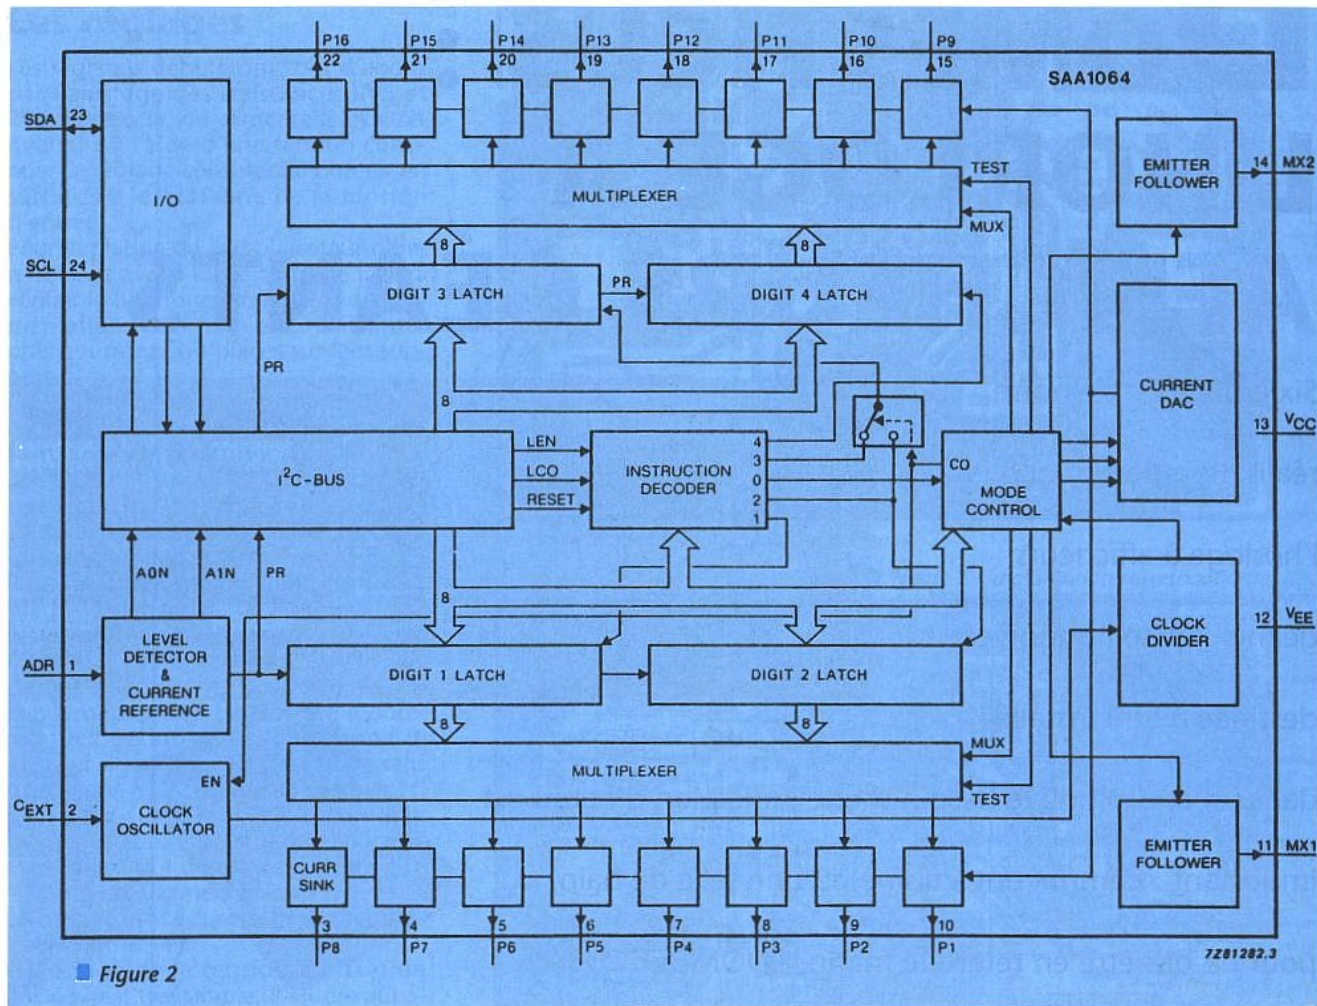 P16 P15 P14 P13 P12 P11 P10 P9
22 21 20 19 18 17 16 15
SAA1064
SDA 23
I/O
SCL 24
MULTIPLEXER
TEST
MUX
EMITTER
FOLLOWER
14 MX2
8 8
DIGIT 3 LATCH
PR
DIGIT 4 LATCH
PR
8
CURRENT
DAC
13 VCC
I²C-BUS
LEN
LCO
RESET
INSTRUCTION
DECODER
4
3
0
2
1
CO
MODE
CONTROL
A0N A1N PR
8
ADR 1
LEVEL
DETECTOR
&
CURRENT
REFERENCE
DIGIT 1 LATCH
DIGIT 2 LATCH
CLOCK
DIVIDER
12 VEE
8 8
MULTIPLEXER
MUX
TEST
CEXT 2
EN
CLOCK
OSCILLATOR
CURR
SINK
EMITTER
FOLLOWER
11 MX1
3 4 5 6 7 8 9 10
P8 P7 P6 P5 P4 P3 P2 P1
7Z81282.3
Figure 2